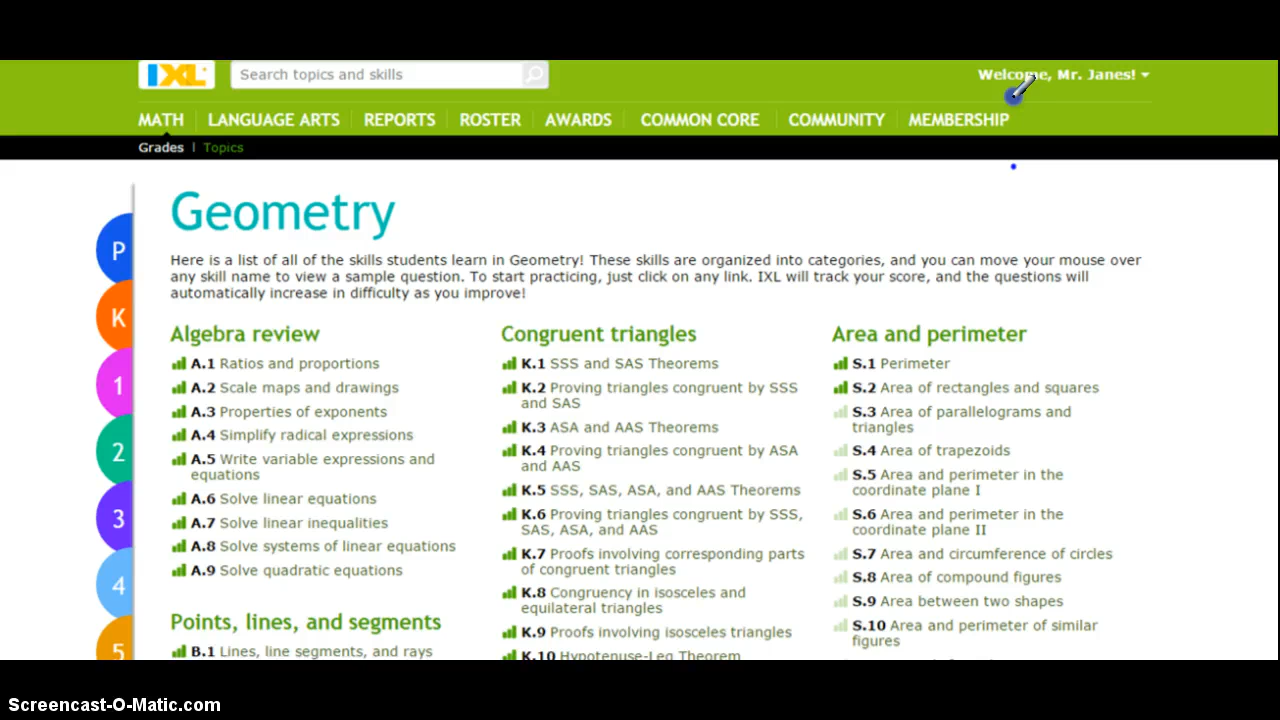 IXL
Search topics and skills
Welcome, Mr. Janes!
MATH
LANGUAGE ARTS
REPORTS
ROSTER
AWARDS
COMMON CORE
COMMUNITY
MEMBERSHIP
Grades
Topics
P
K
1
2
3
4
5
Geometry
Here is a list of all of the skills students learn in Geometry! These skills are organized into categories, and you can move your mouse over
any skill name to view a sample question. To start practicing, just click on any link. IXL will track your score, and the questions will
automatically increase in difficulty as you improve!
Algebra review
A.1 Ratios and proportions
A.2 Scale maps and drawings
A.3 Properties of exponents
A.4 Simplify radical expressions
A.5 Write variable expressions and
equations
A.6 Solve linear equations
A.7 Solve linear inequalities
A.8 Solve systems of linear equations
A.9 Solve quadratic equations
Points, lines, and segments
B.1 Lines, line segments, and rays
Congruent triangles
K.1 SSS and SAS Theorems
K.2 Proving triangles congruent by SSS
and SAS
K.3 ASA and AAS Theorems
K.4 Proving triangles congruent by ASA
and AAS
K.5 SSS, SAS, ASA, and AAS Theorems
K.6 Proving triangles congruent by SSS,
SAS, ASA, and AAS
K.7 Proofs involving corresponding parts
of congruent triangles
K.8 Congruency in isosceles and
equilateral triangles
K.9 Proofs involving isosceles triangles
K.10 Hypotenuse-Leg Theorem
Area and perimeter
S.1 Perimeter
S.2 Area of rectangles and squares
S.3 Area of parallelograms and
triangles
S.4 Area of trapezoids
S.5 Area and perimeter in the
coordinate plane I
S.6 Area and perimeter in the
coordinate plane II
S.7 Area and circumference of circles
S.8 Area of compound figures
S.9 Area between two shapes
S.10 Area and perimeter of similar
figures
Screencast-O-Matic.com